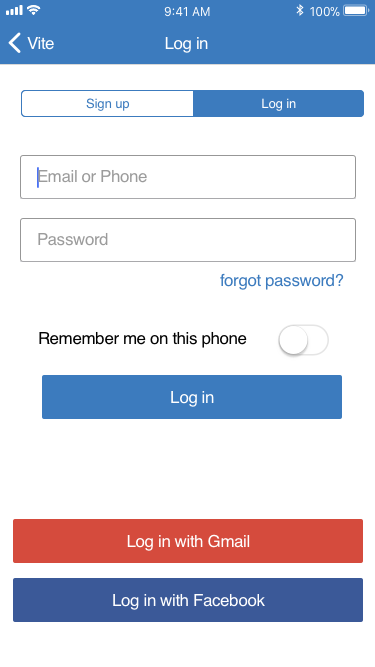 9:41 AM
100%
Vite
Log in
Sign up
Log in
Email or Phone
Password
forgot password?
Remember me on this phone
Log in
Log in with Gmail
Log in with Facebook